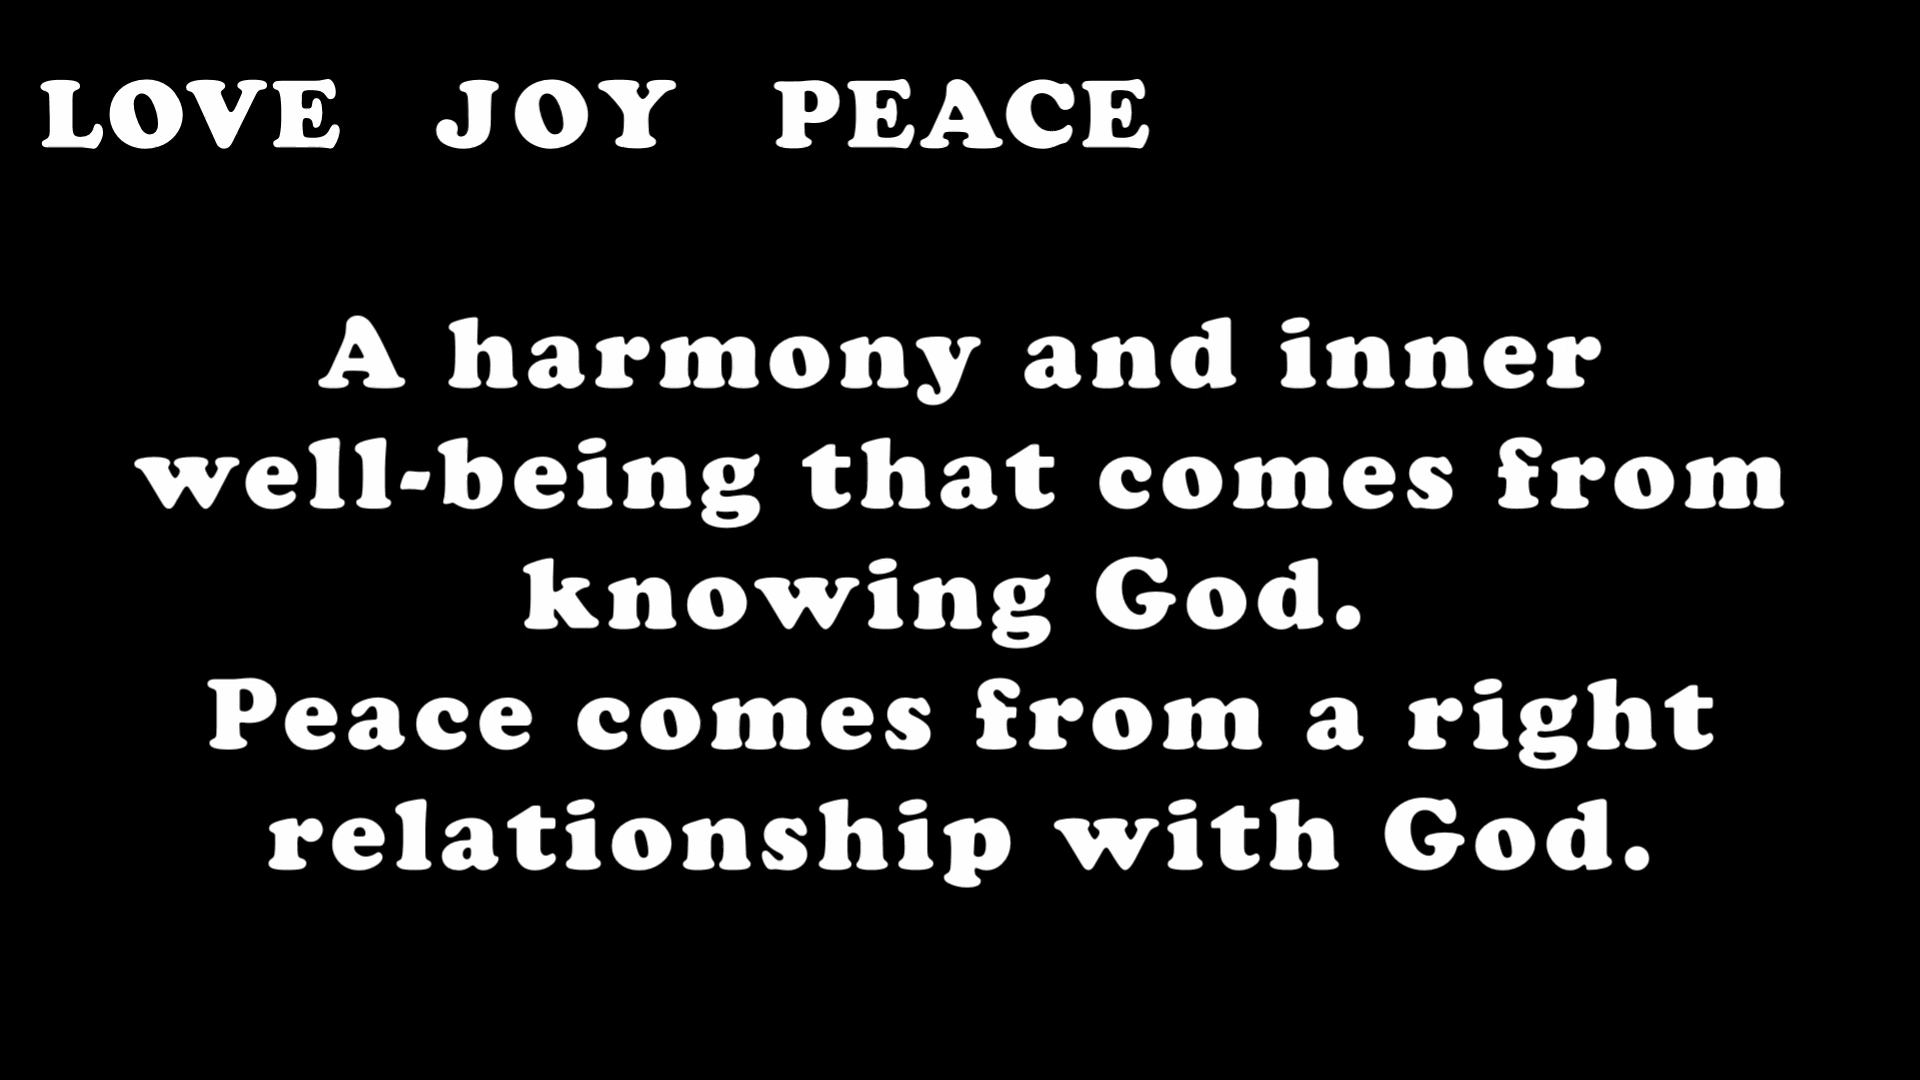 LOVE JOY PEACE
A harmony and inner
well-being that comes from
knowing God.
Peace comes from a right
relationship with God.